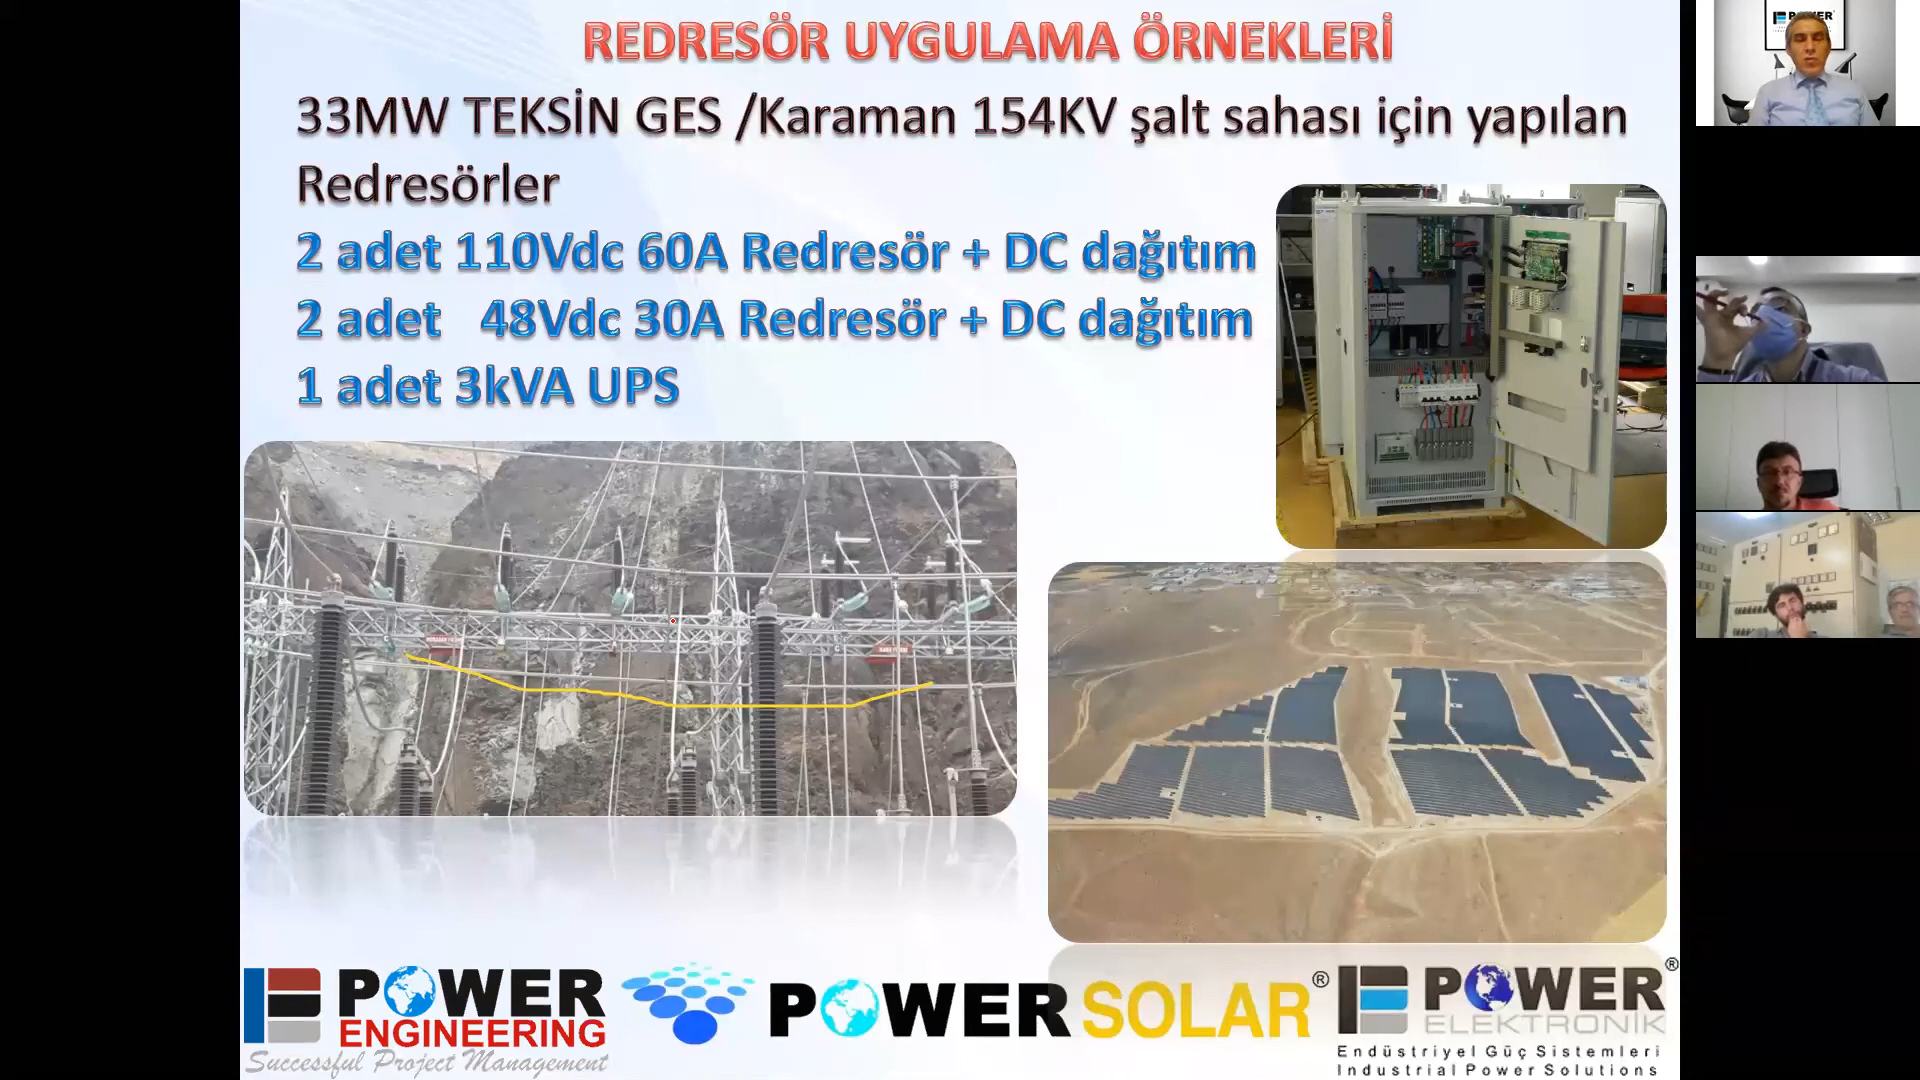 REDRESÖR UYGULAMA ÖRNEKLERİ
33MW TEKSİN GES /Karaman 154KV şalt sahası için yapılan
Redresörler
2 adet 110Vdc 60A Redresör + DC dağıtım
2 adet 48Vdc 30A Redresör + DC dağıtım
1 adet 3kVA UPS
POWER
ENGINEERING
Successful Project Management
POWER SOLAR®
POWER®
ELEKTRONİK
Endüstriyel Güç Sistemleri
Industrial Power Solutions
POWER